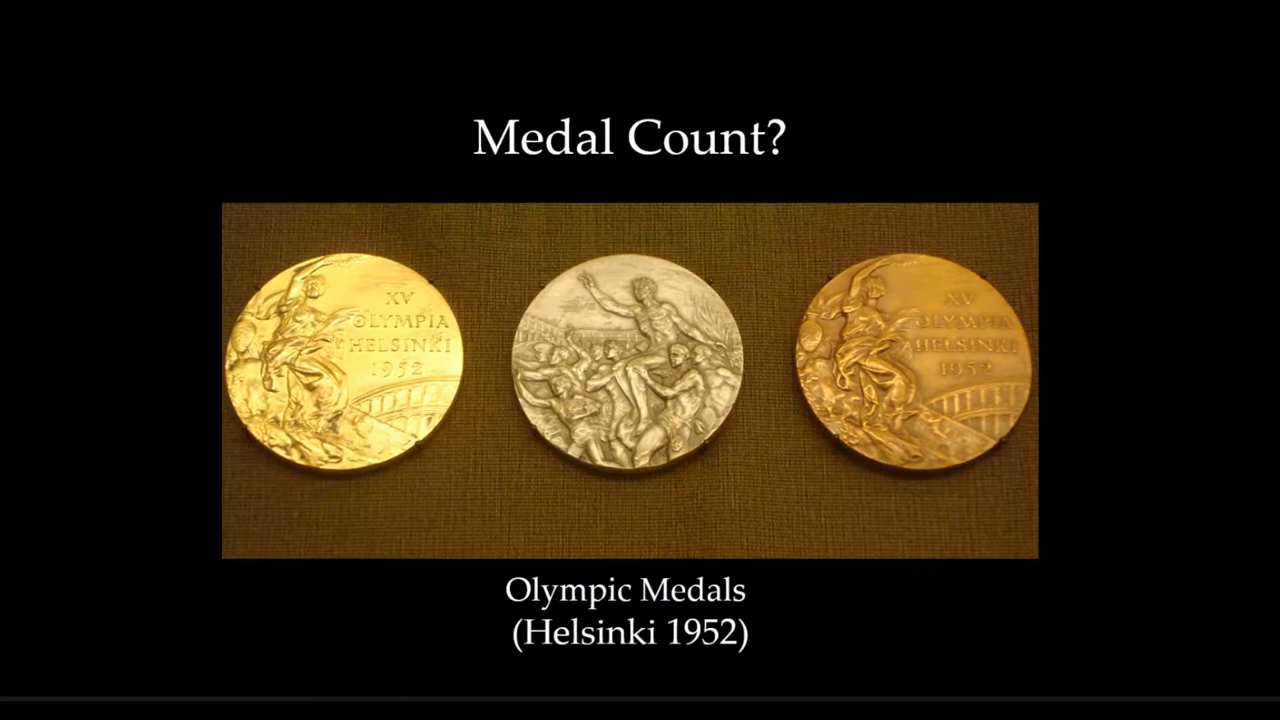 Medal Count?
XV
OLYMPIA
HELSINKI
1952
XV
OLYMPIA
HELSINKI
1952
Olympic Medals
(Helsinki 1952)